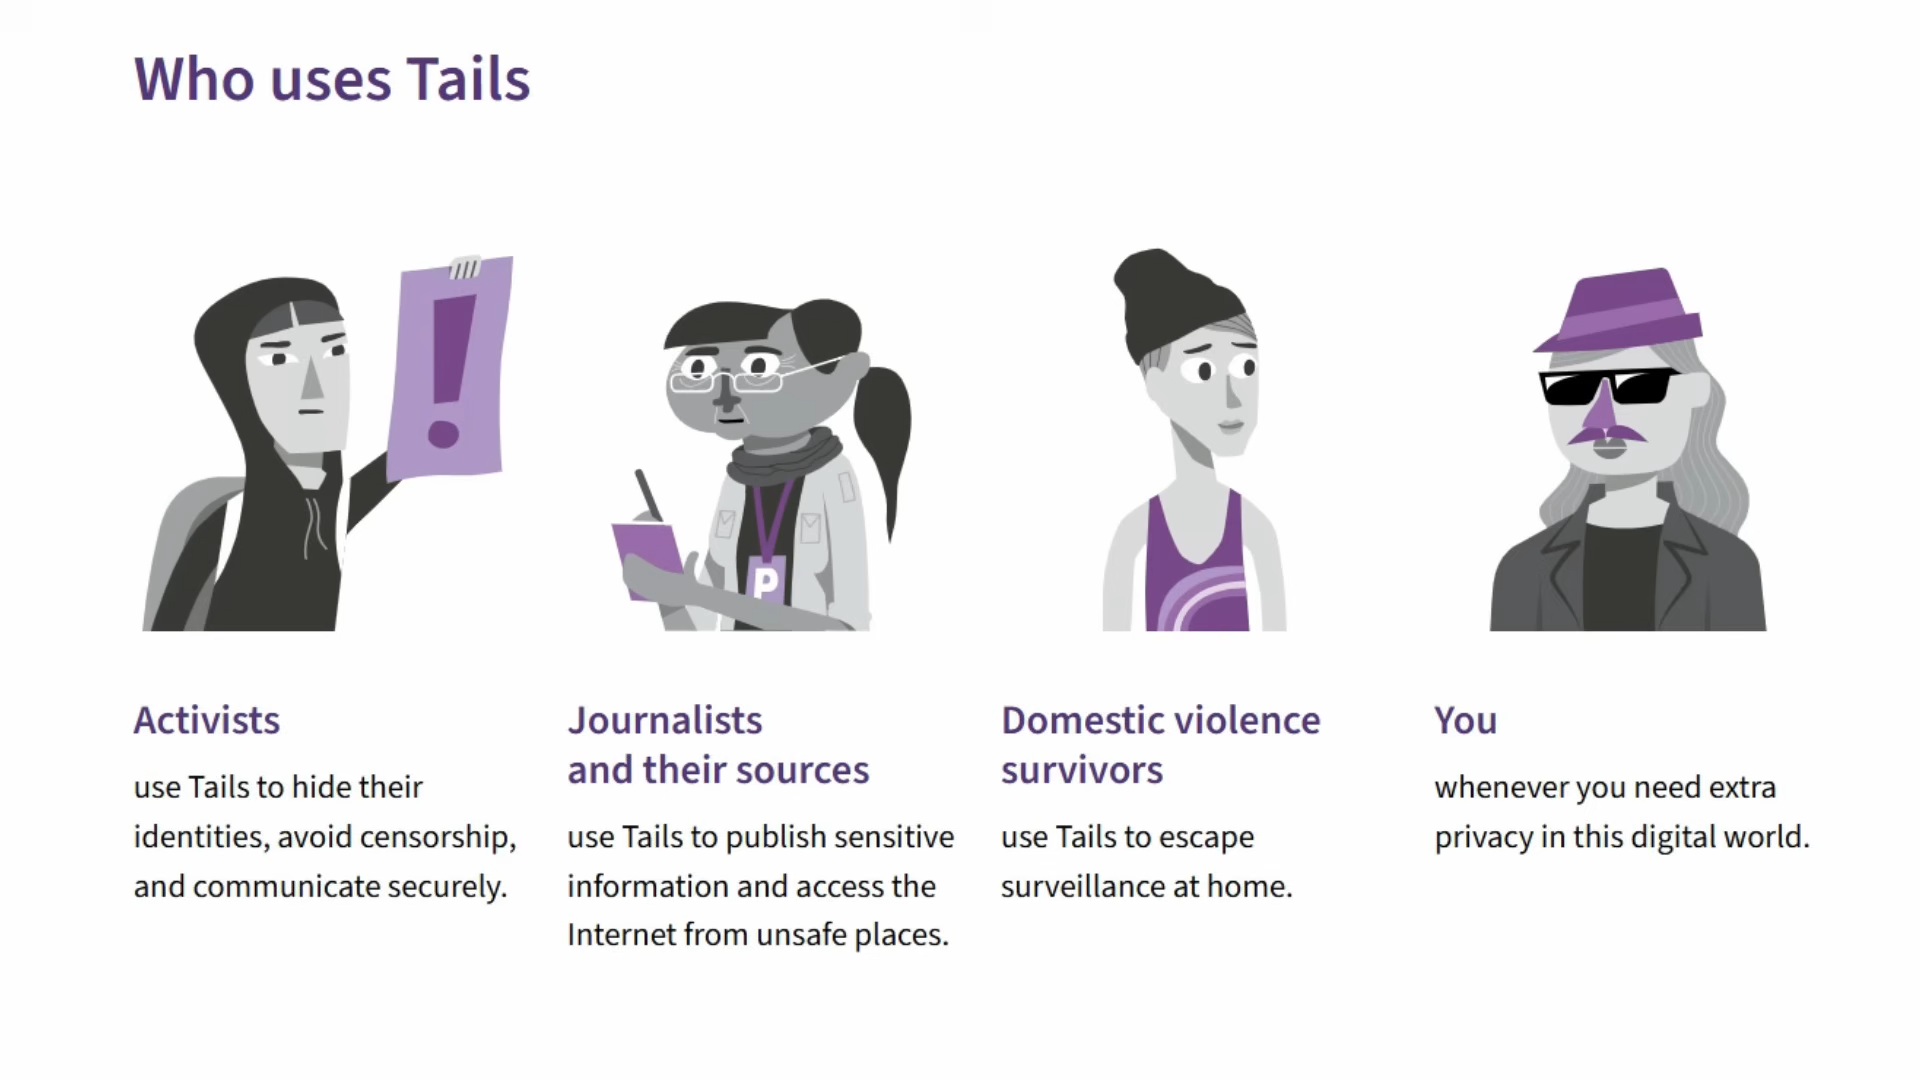 Who uses Tails
P
Activists
use Tails to hide their
identities, avoid censorship,
and communicate securely.
Journalists
and their sources
use Tails to publish sensitive
information and access the
Internet from unsafe places.
Domestic violence
survivors
use Tails to escape
surveillance at home.
You
whenever you need extra
privacy in this digital world.